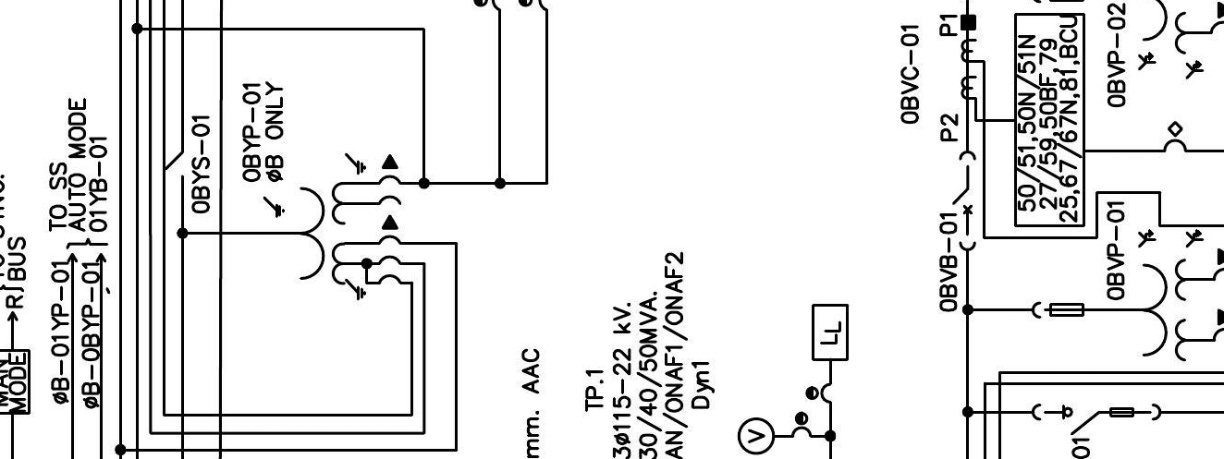 R/BUS
MAN
MODE
øB-01YP-01
øB-0BYP-01
TO SS
AUTO MODE
01YB-01
0BYS-01
0BYP-01
øB ONLY
mm. AAC
TP.1
3ø115-22 kV.
30/40/50MVA.
AN/ONAF1/ONAF2
Dyn1
V
LL
0BVC-01
P1
P2
0BVB-01
50/51,50N/51N
27/59,50BF,79
25,67/67N,81,BCU
0BVP-02
0BVP-01
01